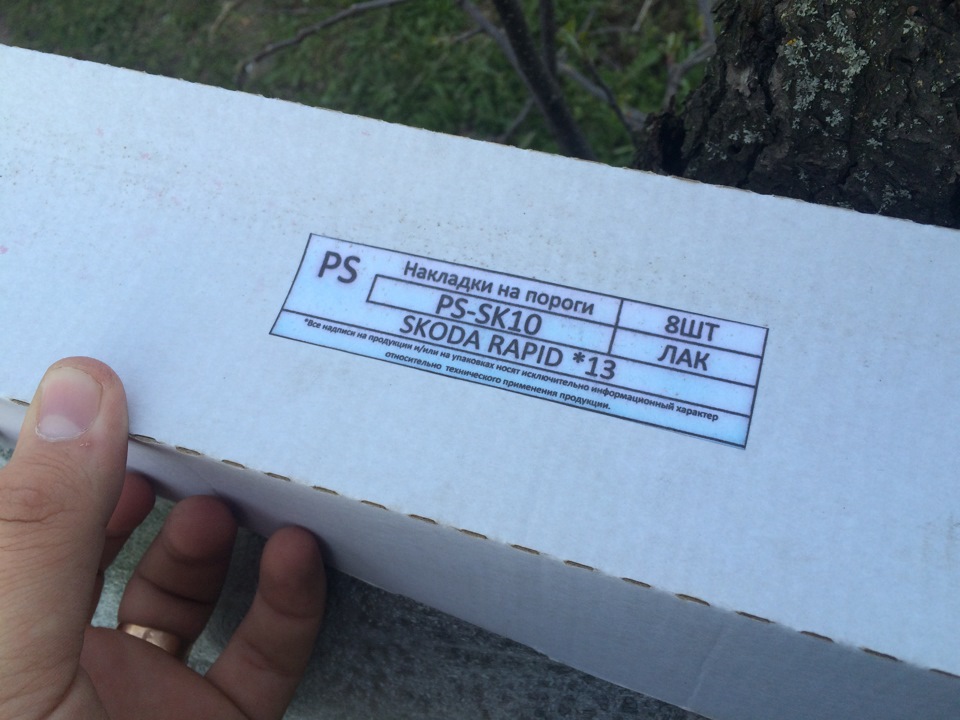 PS
Накладки на пороги
8ШТ
PS-SK10
ЛАК
SKODA RAPID *13
*Все надписи на продукции и/или на упаковках носят исключительно информационный характер
относительно технического применения продукции.